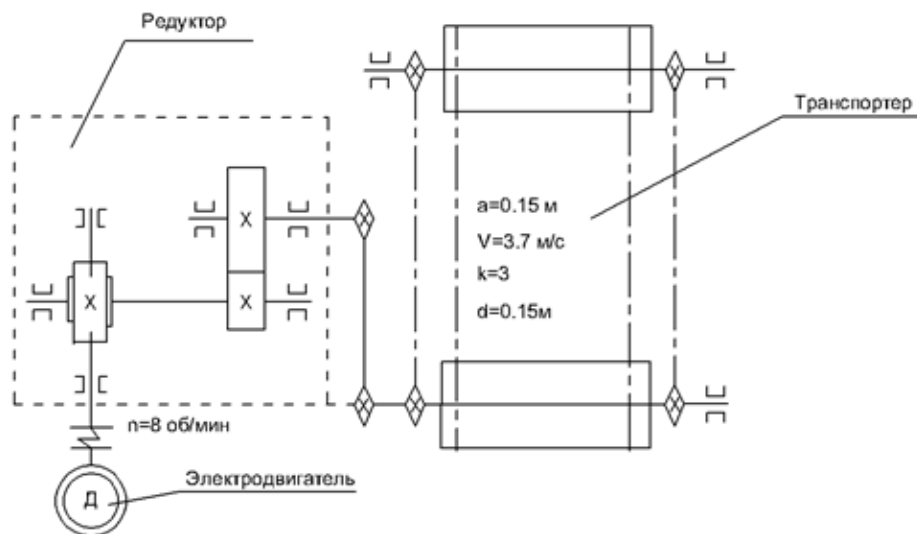 Редуктор
Транспортер
a=0.15 м
V=3.7 м/с
k=3
d=0.15м
X
X
X
n=8 об/мин
Электродвигатель
Д